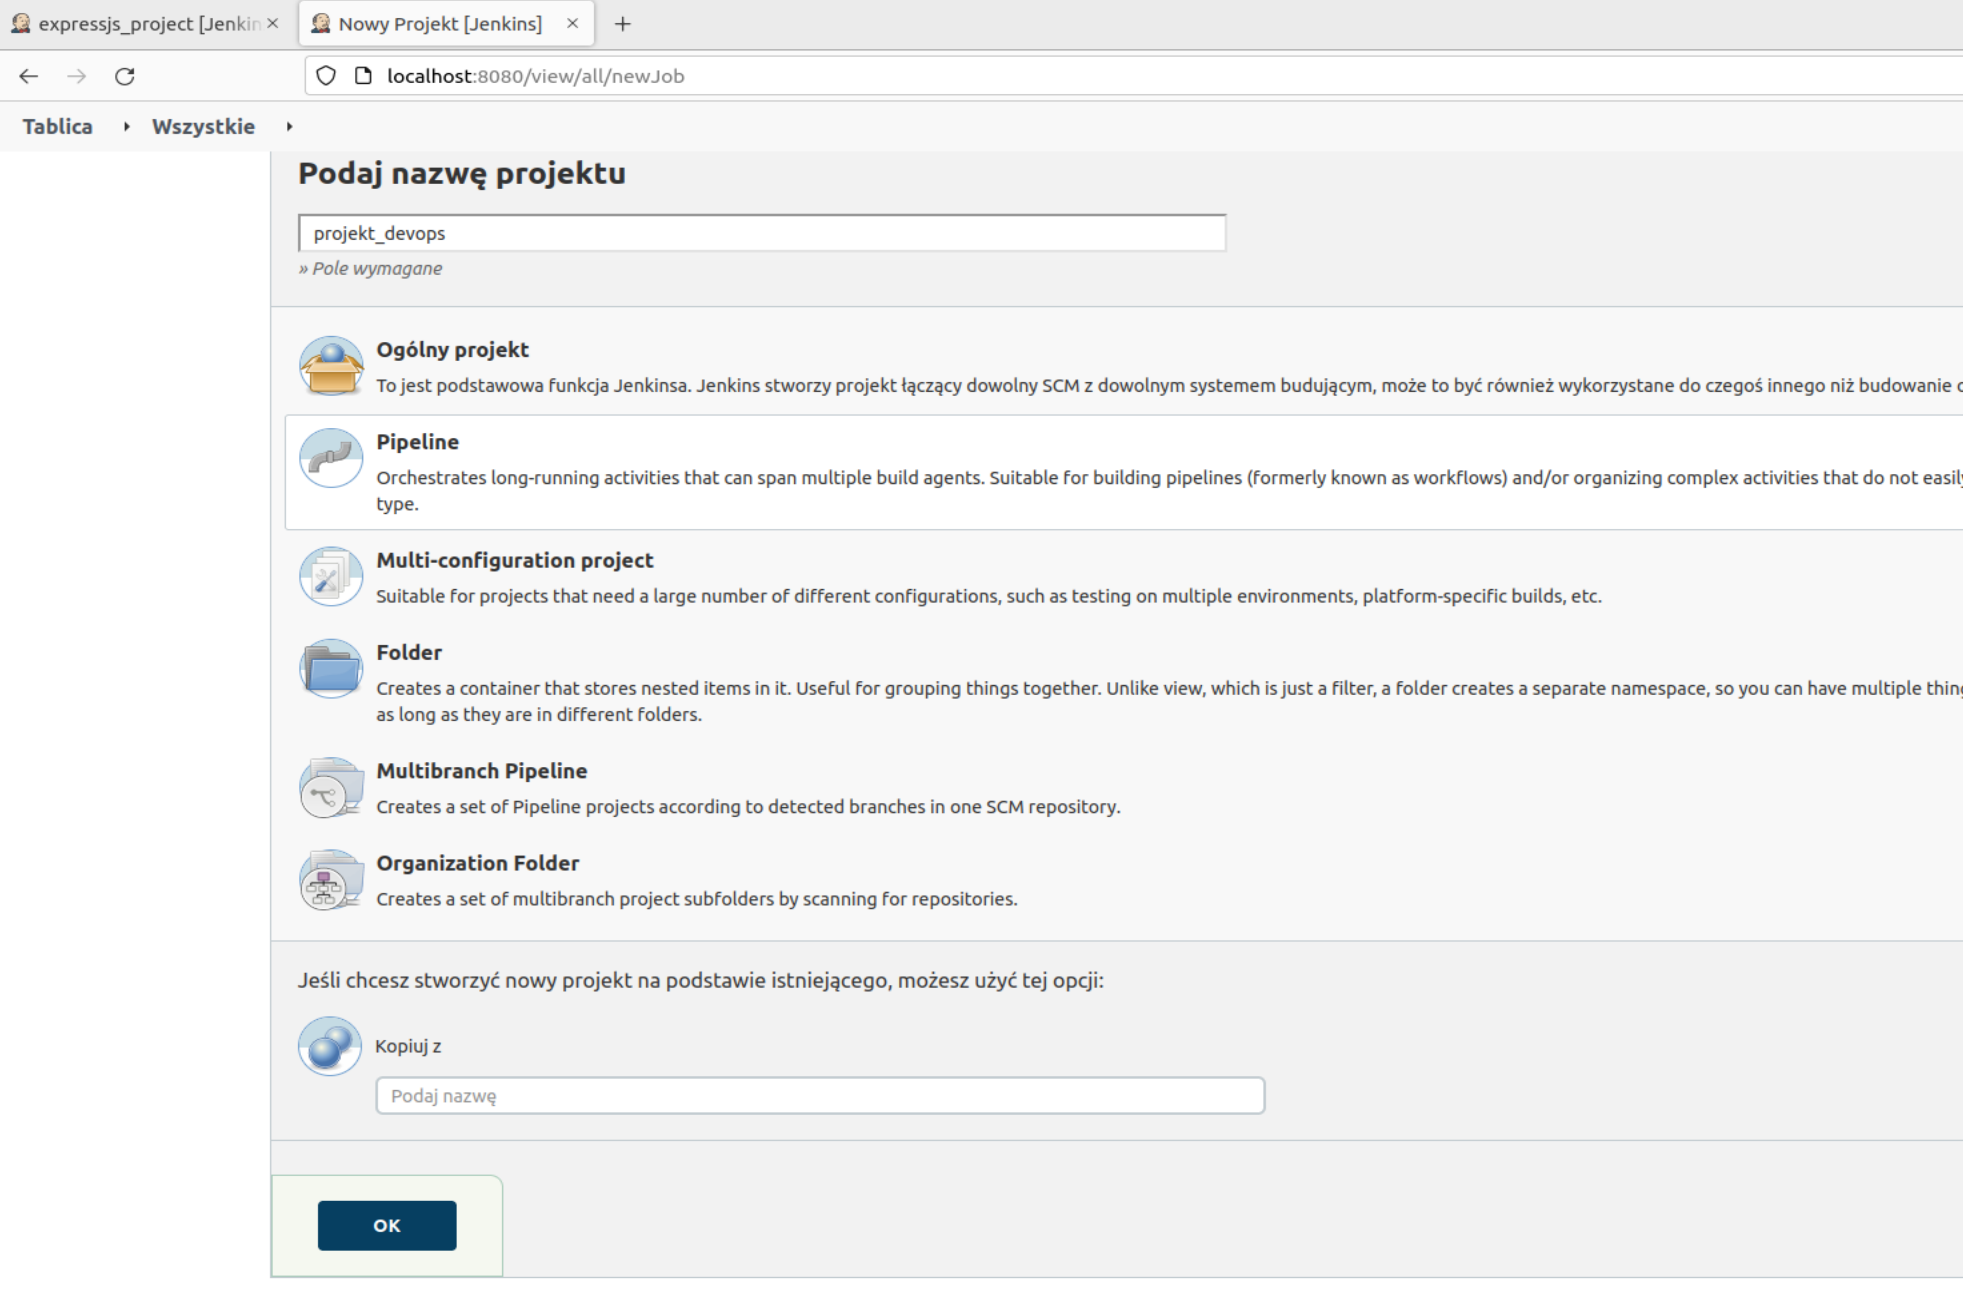 expressjs_project [Jenkin
Nowy Projekt [Jenkins]
localhost:8080/view/all/newJob
Tablica Wszystkie
Podaj nazwę projektu
projekt_devops
» Pole wymagane
Ogólny projekt
To jest podstawowa funkcja Jenkinsa. Jenkins stworzy projekt łączący dowolny SCM z dowolnym systemem budującym, może to być również wykorzystane do czegoś innego niż budowanie
Pipeline
Orchestrates long-running activities that can span multiple build agents. Suitable for building pipelines (formerly known as workflows) and/or organizing complex activities that do not easily
type.
Multi-configuration project
Suitable for projects that need a large number of different configurations, such as testing on multiple environments, platform-specific builds, etc.
Folder
Creates a container that stores nested items in it. Useful for grouping things together. Unlike view, which is just a filter, a folder creates a separate namespace, so you can have multiple thing
as long as they are in different folders.
Multibranch Pipeline
Creates a set of Pipeline projects according to detected branches in one SCM repository.
Organization Folder
Creates a set of multibranch project subfolders by scanning for repositories.
Jeśli chcesz stworzyć nowy projekt na podstawie istniejącego, możesz użyć tej opcji:
Kopiuj z
Podaj nazwę
OK